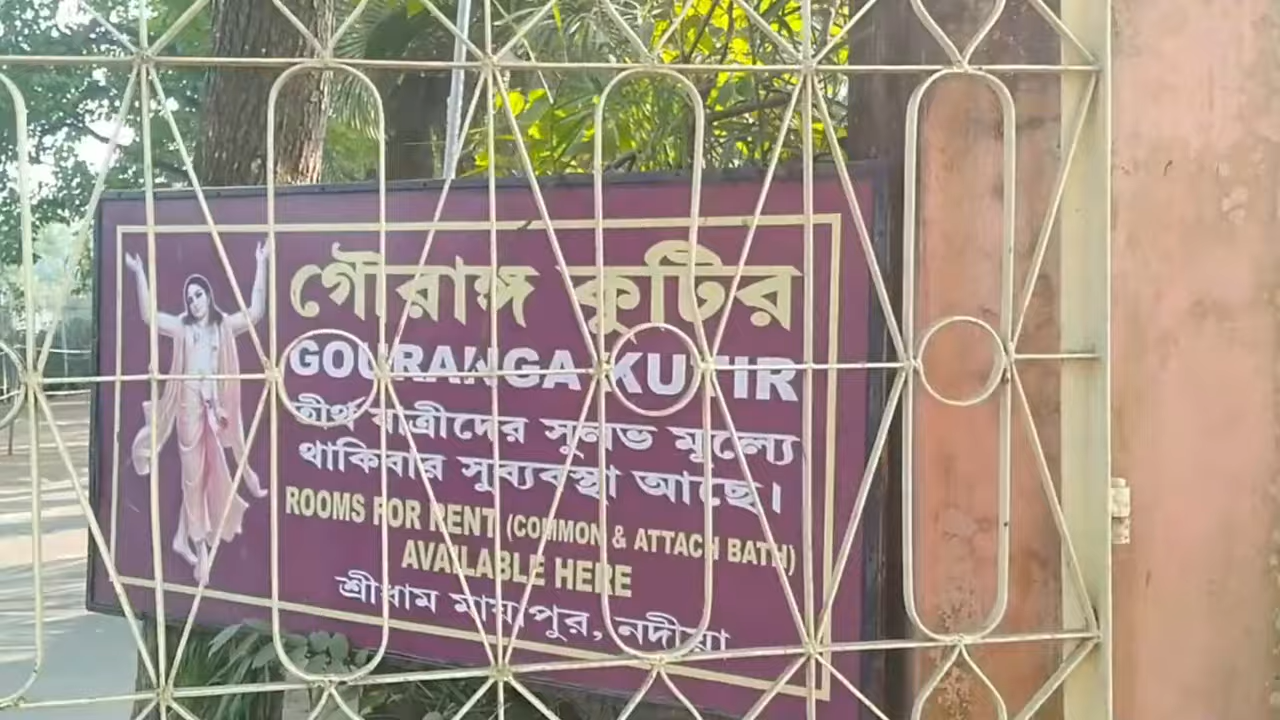 গৌরাঙ্গ কুটির
GOURANGA KUTIR
তীর্থ যাত্রীদের সুলভ মূল্যে
থাকিবার সুব্যবস্থা আছে।
ROOMS FOR RENT (COMMON & ATTACH BATH)
AVAILABLE HERE
শ্রীধাম মায়াপুর, নদীয়া